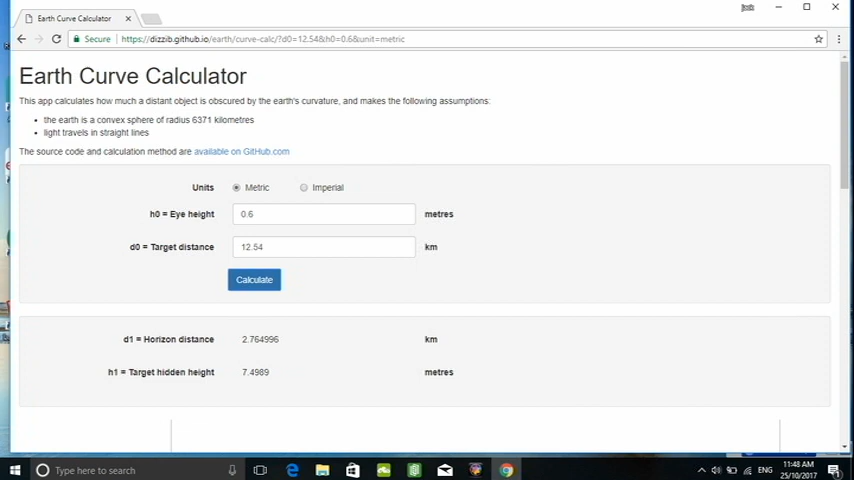 Earth Curve Calculator
Secure https://dizzib.github.io/earth/curve-calc/?d0=12.54&h0=0.6&unit=metric
Earth Curve Calculator
This app calculates how much a distant object is obscured by the earth's curvature, and makes the following assumptions:
the earth is a convex sphere of radius 6371 kilometres
light travels in straight lines
The source code and calculation method are available on GitHub.com
Units Metric Imperial
h0 = Eye height 0.6 metres
d0 = Target distance 12.54 km
Calculate
d1 = Horizon distance 2.764996 km
h1 = Target hidden height 7.4989 metres
Type here to search
ENG
11:48 AM
25/10/2017